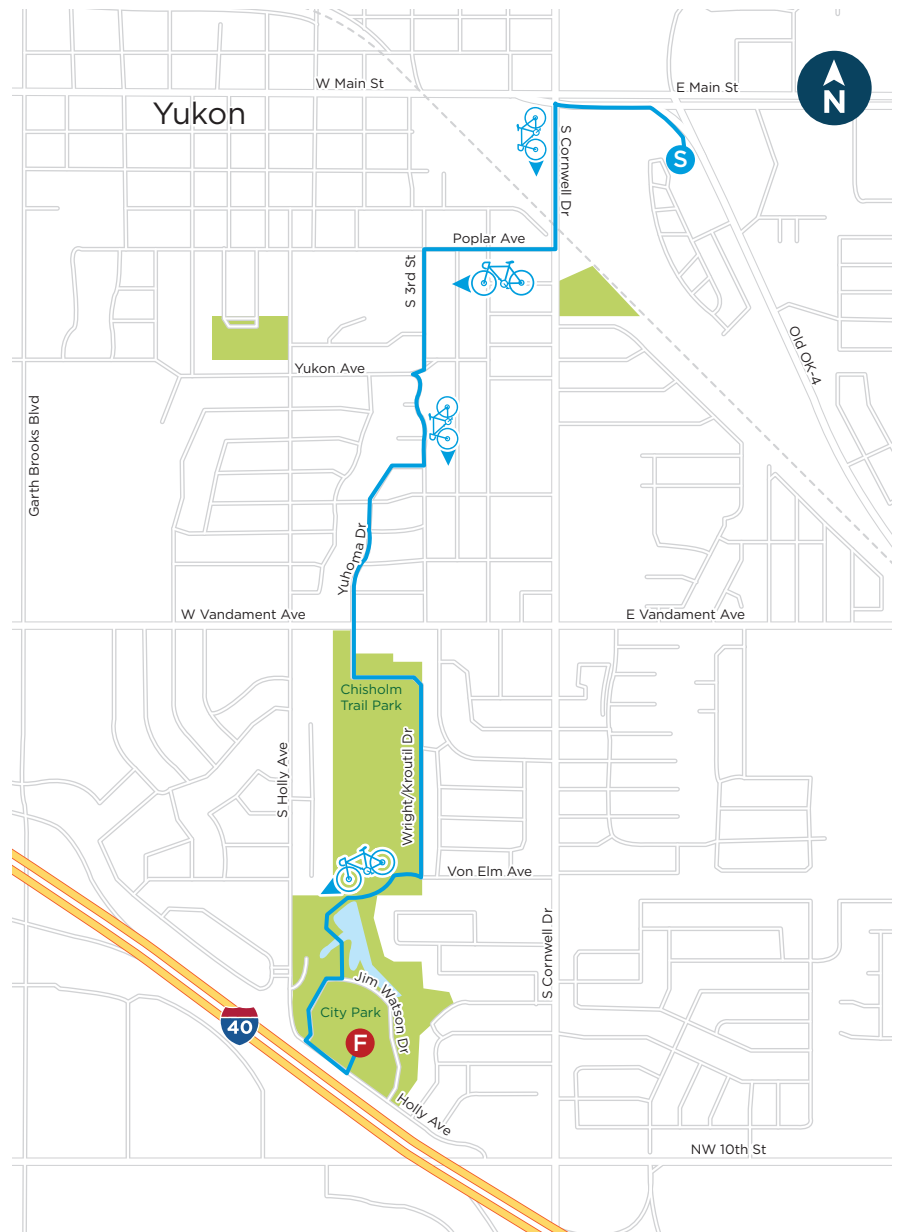 W Main St
E Main St
Yukon
N
S
S Cornwell Dr
Poplar Ave
S 3rd St
Old OK-4
Yukon Ave
Garth Brooks Blvd
Yuhoma Dr
W Vandament Ave
E Vandament Ave
Chisholm
Trail Park
Wright/Kroutil Dr
S Holly Ave
Von Elm Ave
S Cornwell Dr
Jim Watson Dr
City Park
40
F
Holly Ave
NW 10th St